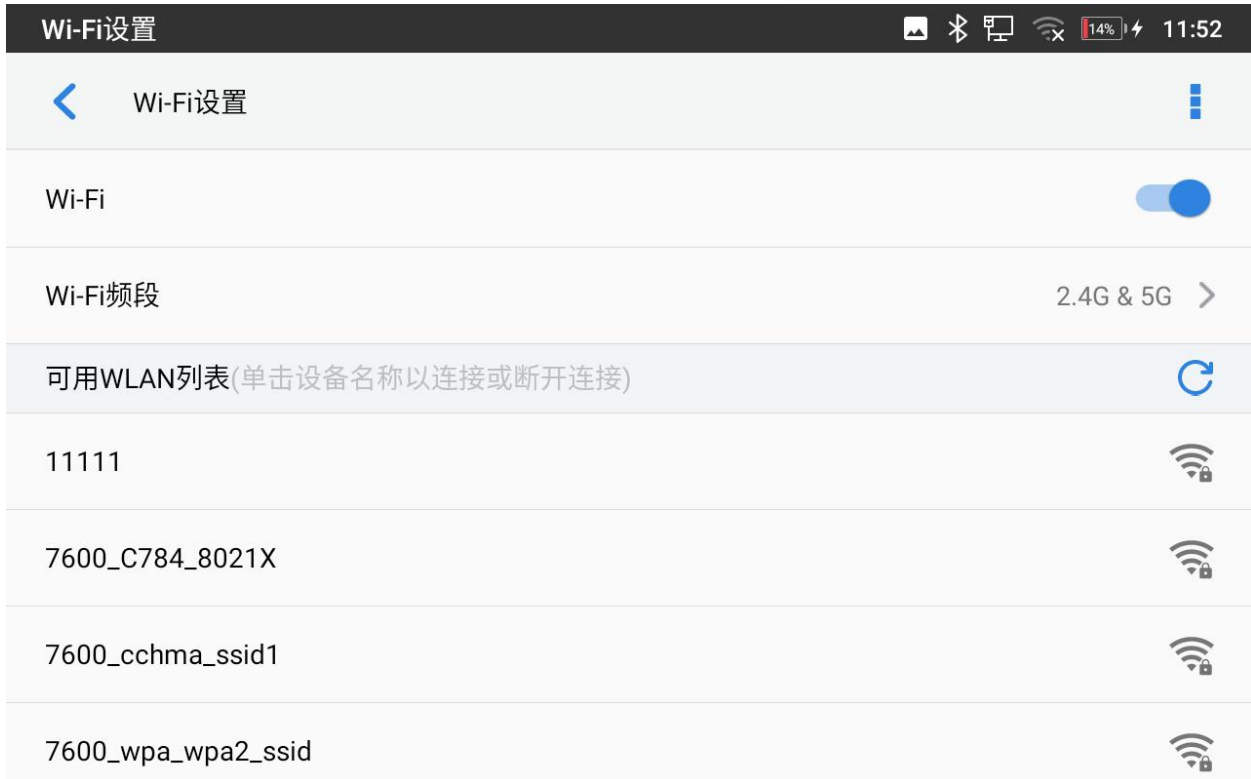 Wi-Fi设置 14% 11:52
Wi-Fi设置
Wi-Fi
Wi-Fi频段 2.4G & 5G
可用WLAN列表(单击设备名称以连接或断开连接)
11111
7600_C784_8021X
7600_cchma_ssid1
7600_wpa_wpa2_ssid